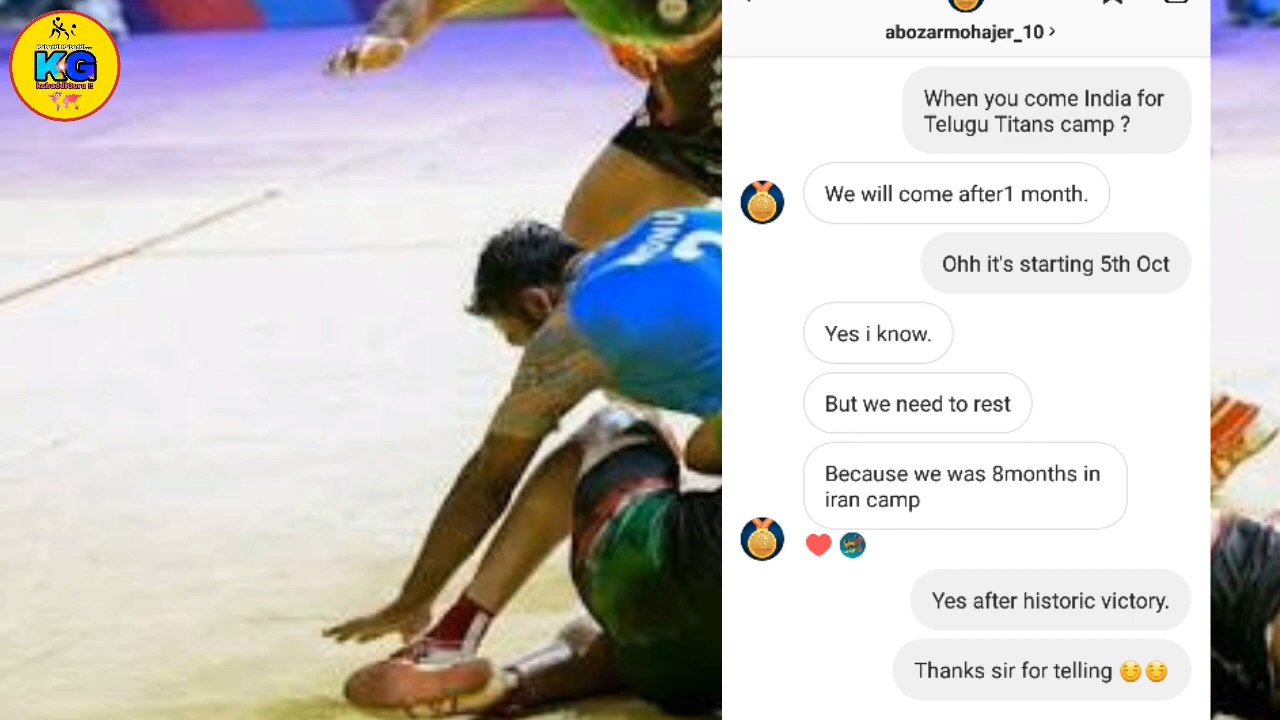 KG
abozarmohajer_10 >
When you come India for
Telugu Titans camp ?
We will come after1 month.
Ohh it's starting 5th Oct
Yes i know.
But we need to rest
Because we was 8months in
iran camp
Yes after historic victory.
Thanks sir for telling 😊😊